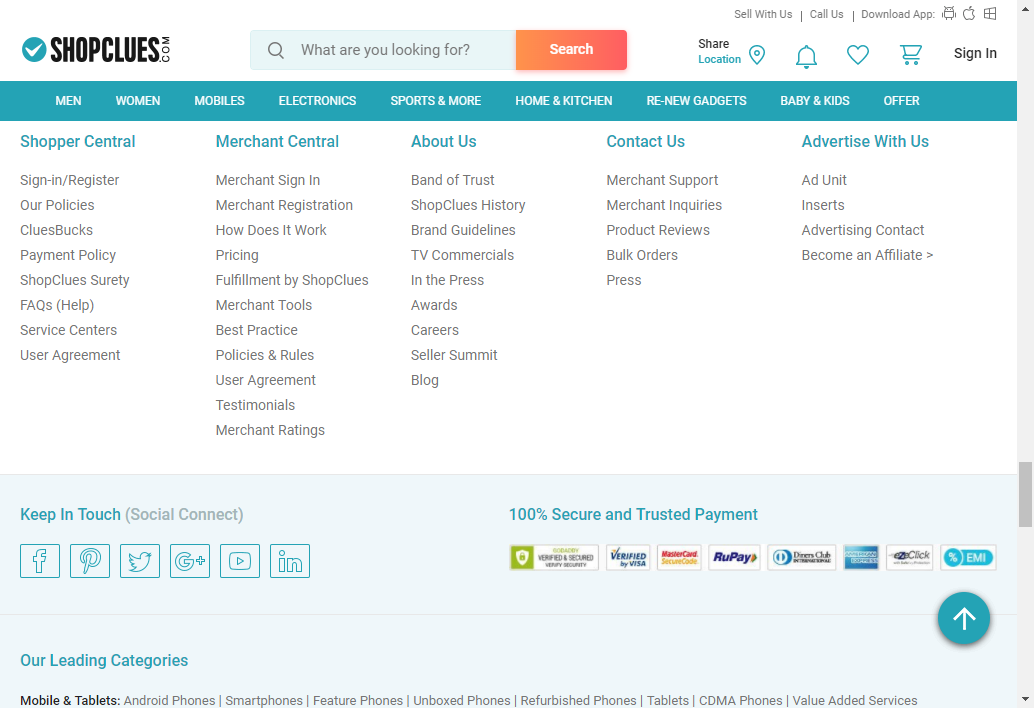 Sell With Us | Call Us | Download App:
SHOPCLUES.COM
What are you looking for?
Search
Share
Location
Sign In
MEN WOMEN MOBILES ELECTRONICS SPORTS & MORE HOME & KITCHEN RE-NEW GADGETS BABY & KIDS OFFER
Shopper Central
Sign-in/Register
Our Policies
CluesBucks
Payment Policy
ShopClues Surety
FAQs (Help)
Service Centers
User Agreement
Merchant Central
Merchant Sign In
Merchant Registration
How Does It Work
Pricing
Fulfillment by ShopClues
Merchant Tools
Best Practice
Policies & Rules
User Agreement
Testimonials
Merchant Ratings
About Us
Band of Trust
ShopClues History
Brand Guidelines
TV Commercials
In the Press
Awards
Careers
Seller Summit
Blog
Contact Us
Merchant Support
Merchant Inquiries
Product Reviews
Bulk Orders
Press
Advertise With Us
Ad Unit
Inserts
Advertising Contact
Become an Affiliate >
Keep In Touch (Social Connect)
100% Secure and Trusted Payment
GODADDY
VERIFIED & SECURED
VERIFY SECURITY
VERIFIED
by VISA
MasterCard.
SecureCode.
RuPay
Diners Club
INTERNATIONAL
AMERICAN
EXPRESS
ezeClick
% EMI
Our Leading Categories
Mobile & Tablets: Android Phones | Smartphones | Feature Phones | Unboxed Phones | Refurbished Phones | Tablets | CDMA Phones | Value Added Services